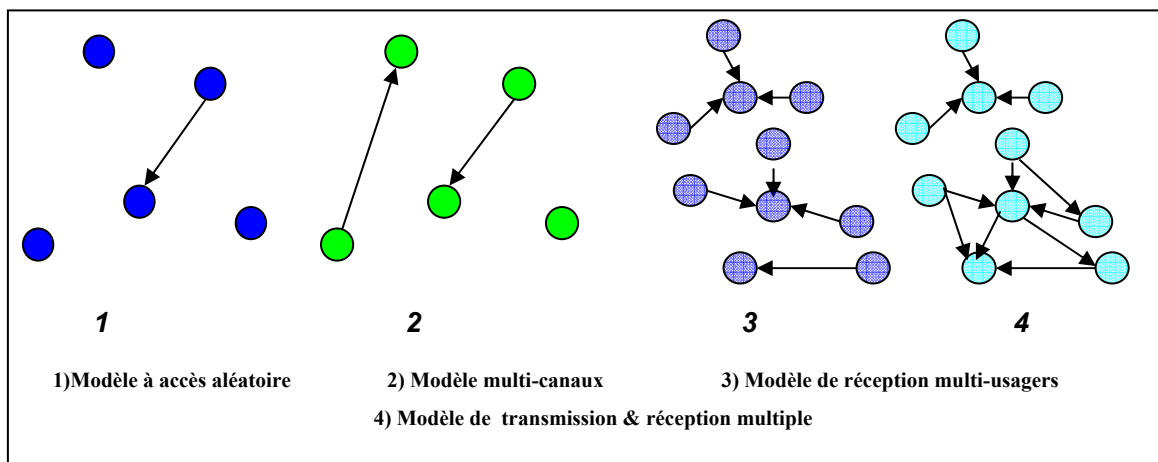 1 2 3 4
1)Modèle à accès aléatoire 2) Modèle multi-canaux 3) Modèle de réception multi-usagers
4) Modèle de transmission & réception multiple